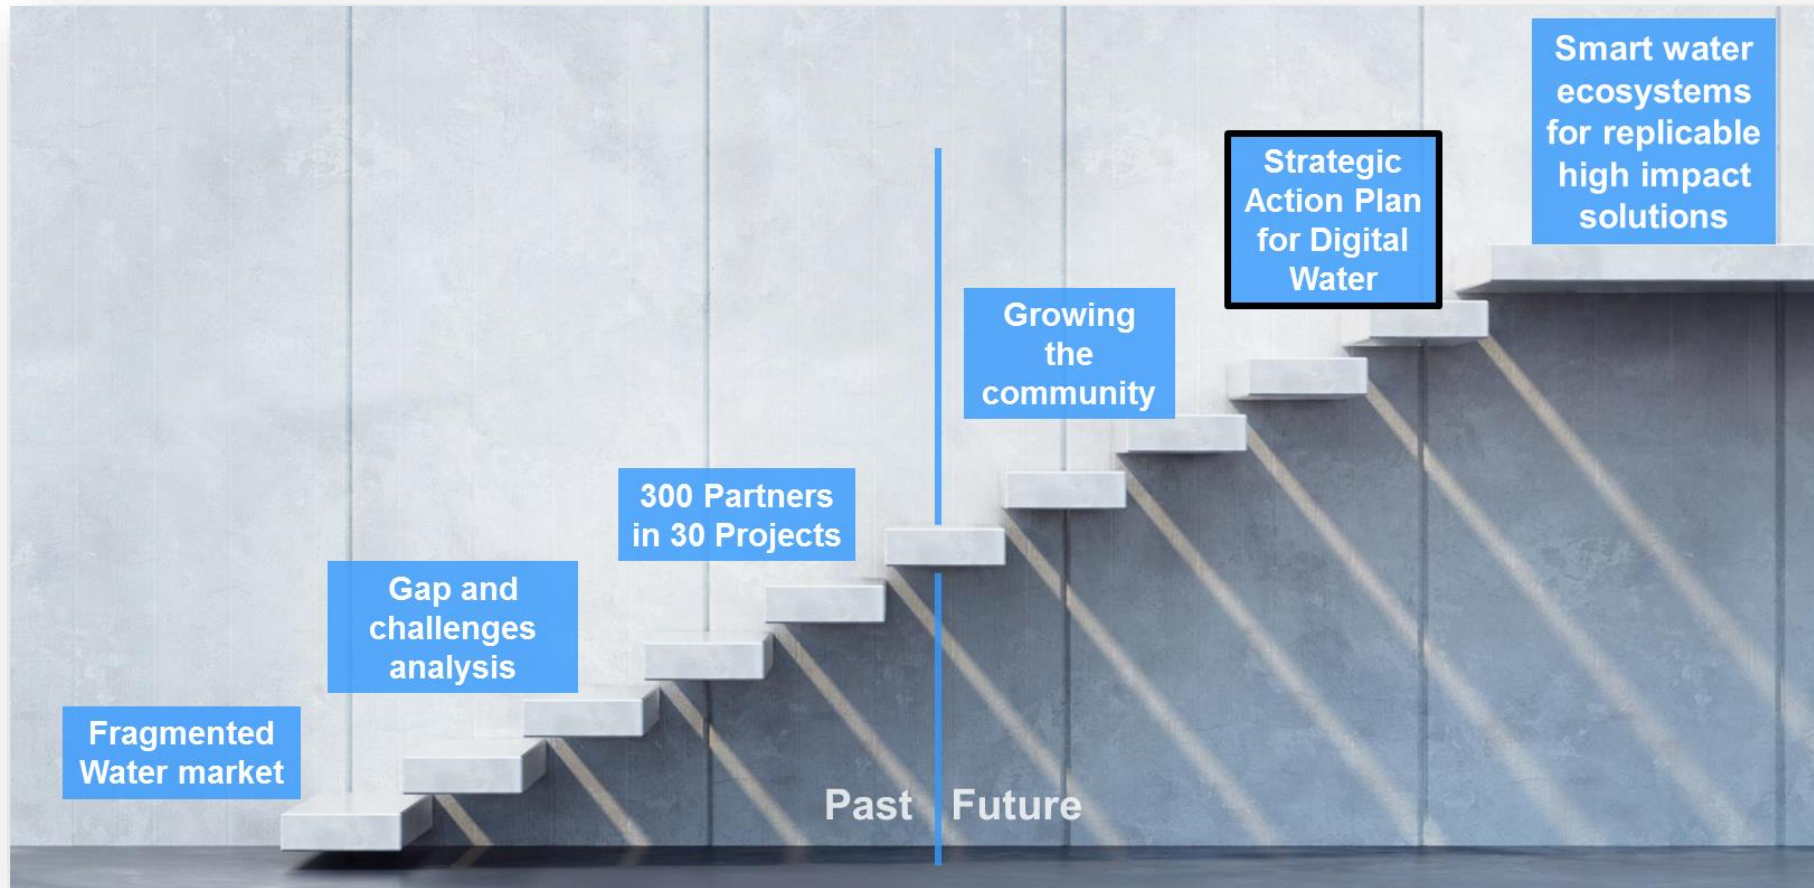 Fragmented
Water market
Gap and
challenges
analysis
300 Partners
in 30 Projects
Growing
the
community
Strategic
Action Plan
for Digital
Water
Smart water
ecosystems
for replicable
high impact
solutions
Past
Future